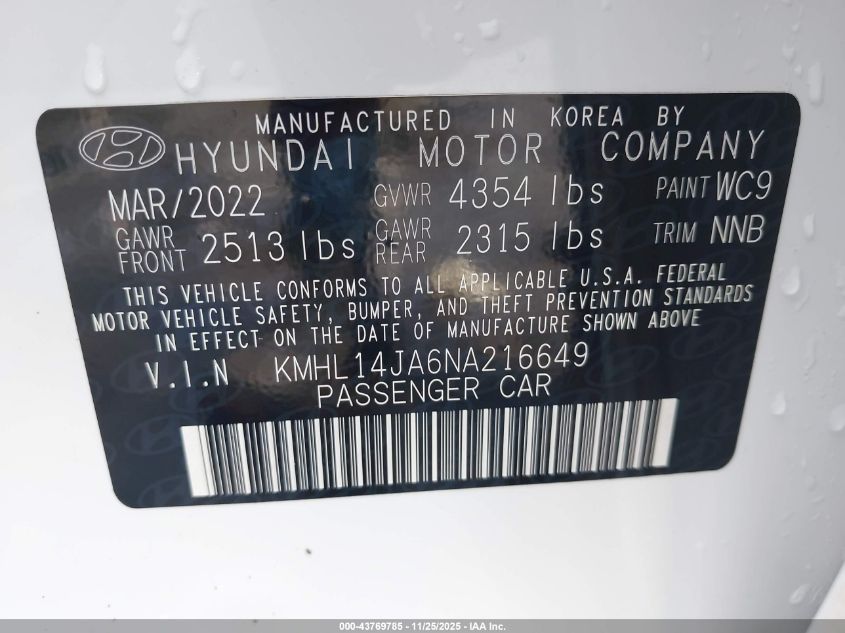 MANUFACTURED IN KOREA BY
HYUNDAI MOTOR COMPANY
MAR/2022 GVWR 4354 lbs PAINT WC9
GAWR FRONT 2513 lbs GAWR REAR 2315 lbs TRIM NNB
THIS VEHICLE CONFORMS TO ALL APPLICABLE U.S.A. FEDERAL
MOTOR VEHICLE SAFETY, BUMPER, AND THEFT PREVENTION STANDARDS
IN EFFECT ON THE DATE OF MANUFACTURE SHOWN ABOVE
V.I.N KMHL14JA6NA216649
PASSENGER CAR
000-43769785 - 11/25/2025 - IAA Inc.